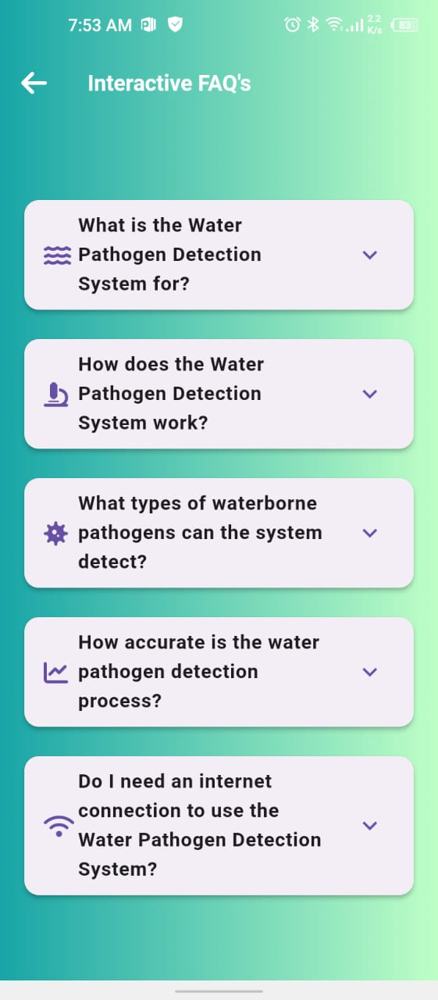 7:53 AM
2.2
K/s
83
Interactive FAQ's
What is the Water
Pathogen Detection
System for?
How does the Water
Pathogen Detection
System work?
What types of waterborne
pathogens can the system
detect?
How accurate is the water
pathogen detection
process?
Do I need an internet
connection to use the
Water Pathogen Detection
System?